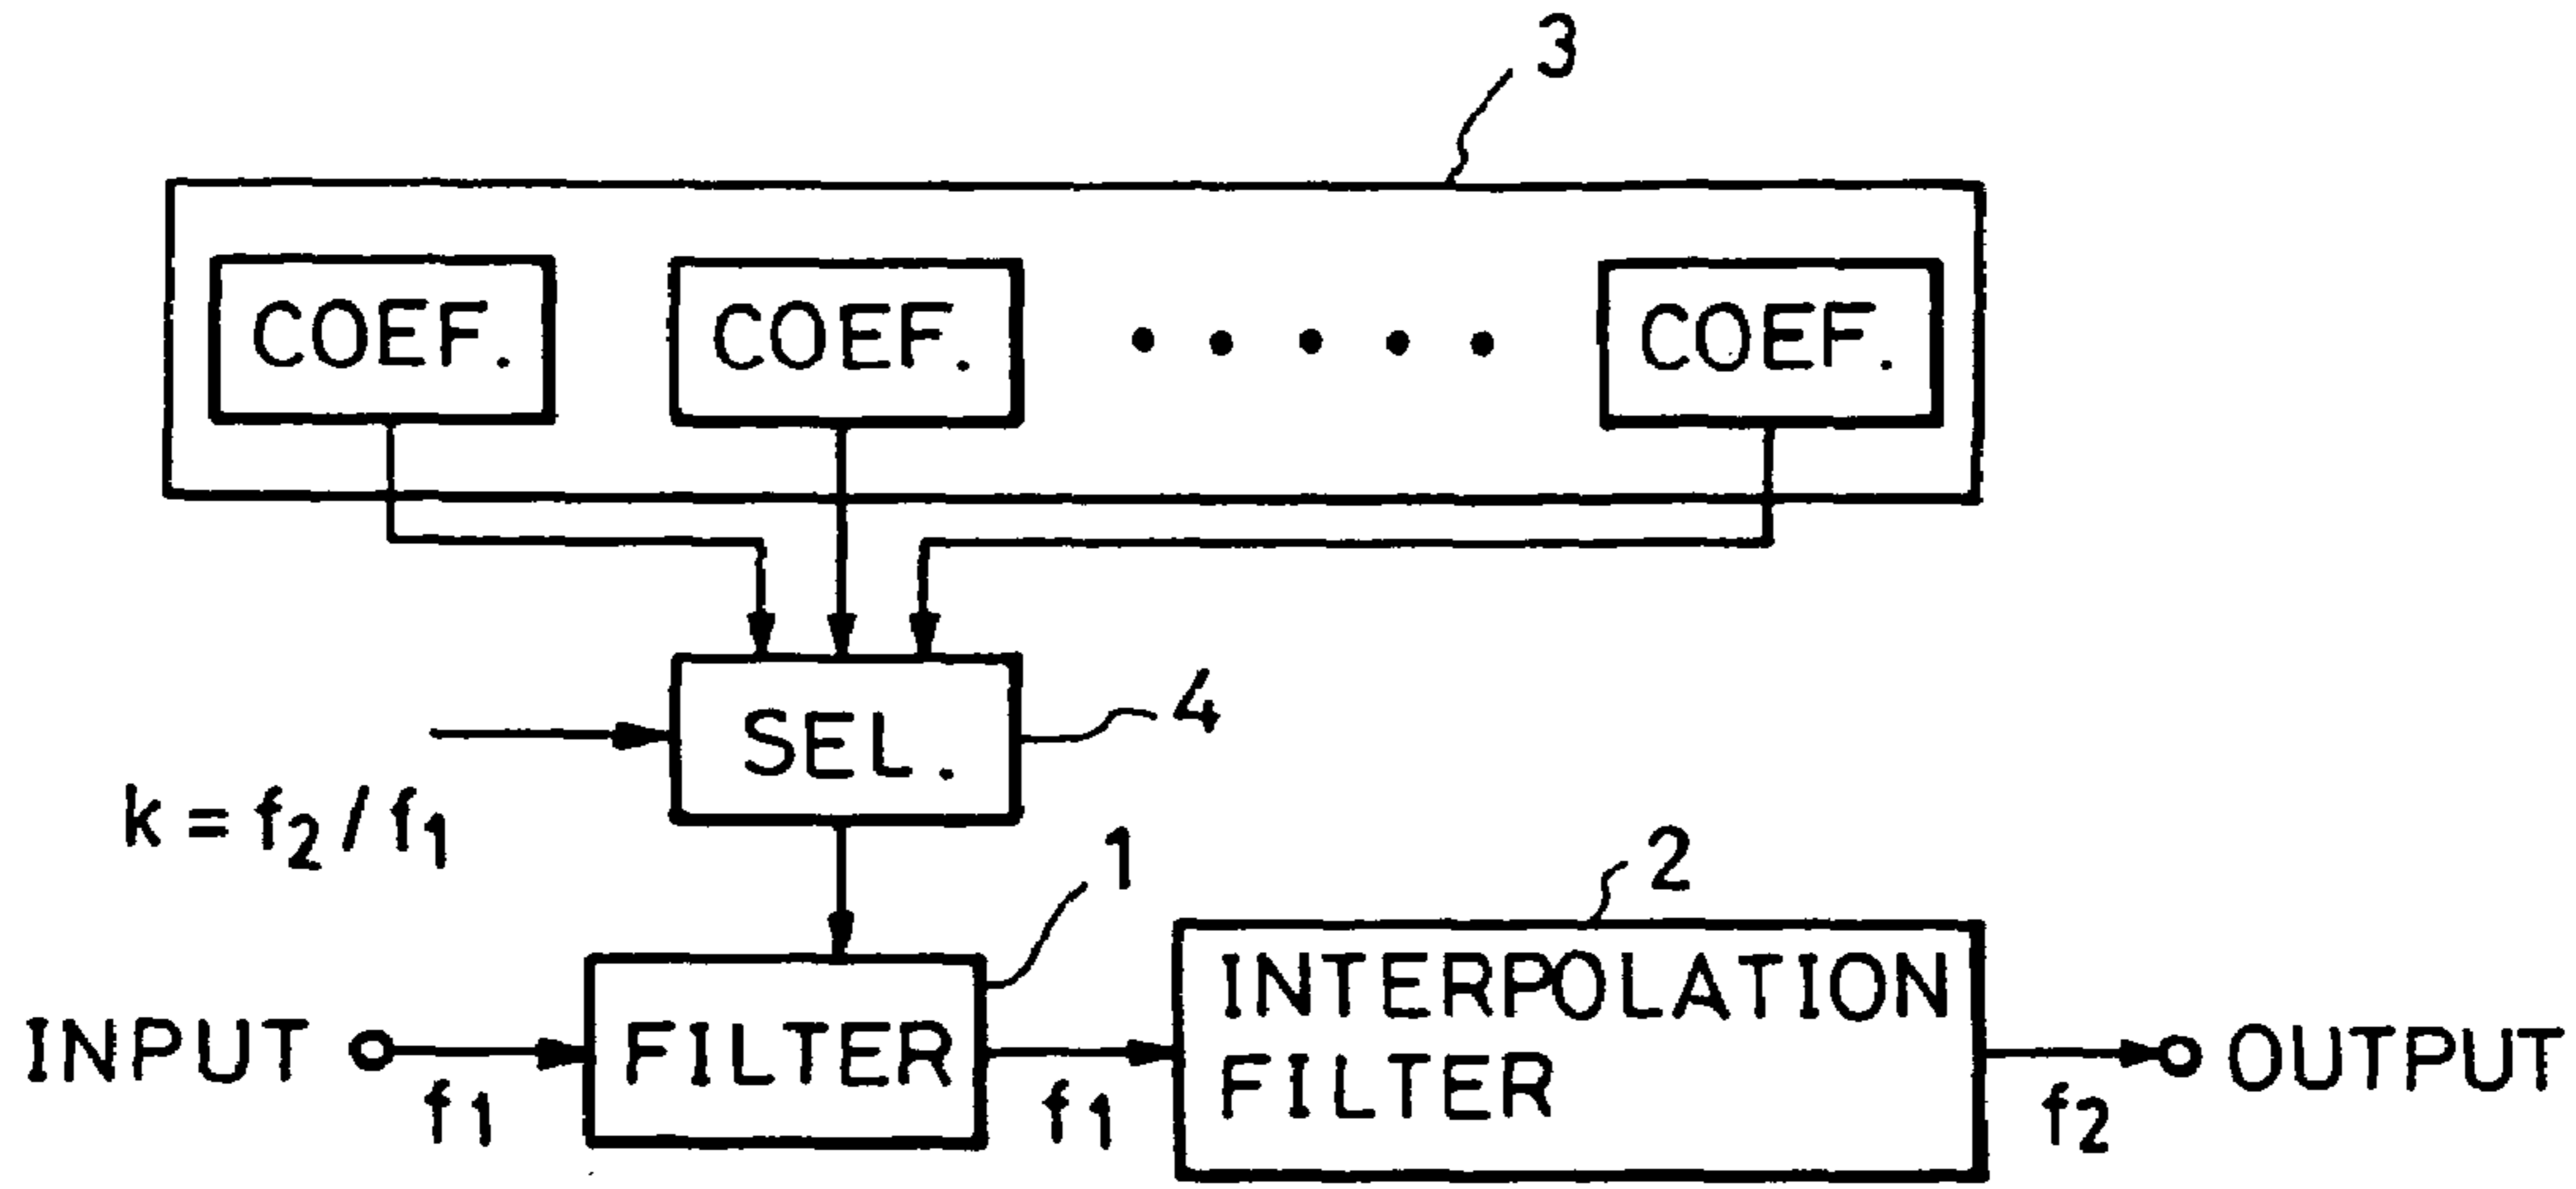 3
COEF. COEF. • • • • • COEF.
SEL.
4
k = f2 / f1
1
2
INPUT
f1
FILTER
f1
INTERPOLATION
FILTER
f2
OUTPUT